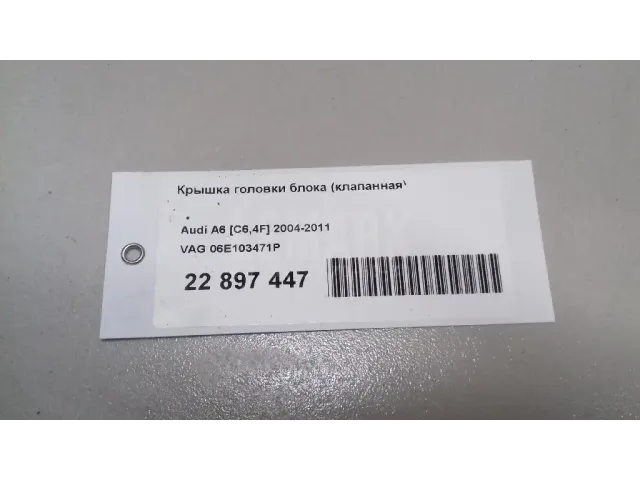 Крышка головки блока (клапанная)
Audi A6 [C6,4F] 2004-2011
VAG 06E103471P
22 897 447